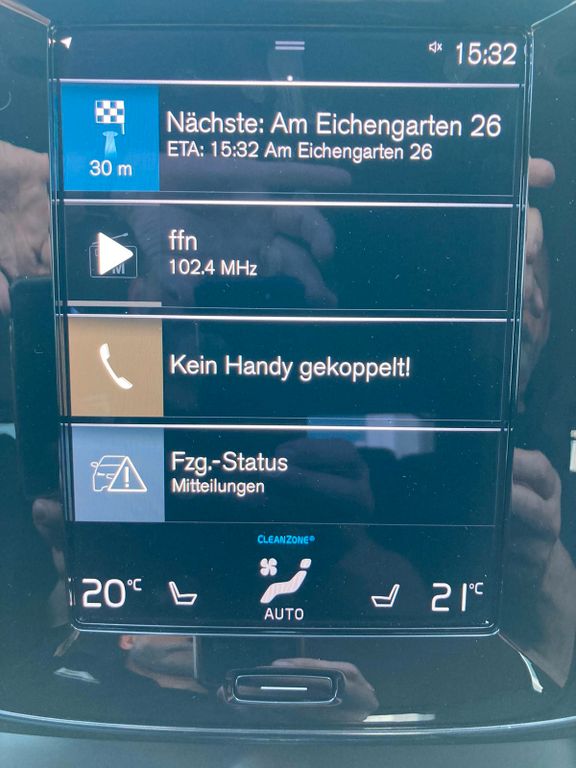 15:32
Nächste: Am Eichengarten 26
ETA: 15:32 Am Eichengarten 26
30 m
ffn
102.4 MHz
Kein Handy gekoppelt!
Fzg.-Status
Mitteilungen
CLEANZONE®
20°C
AUTO
21°C